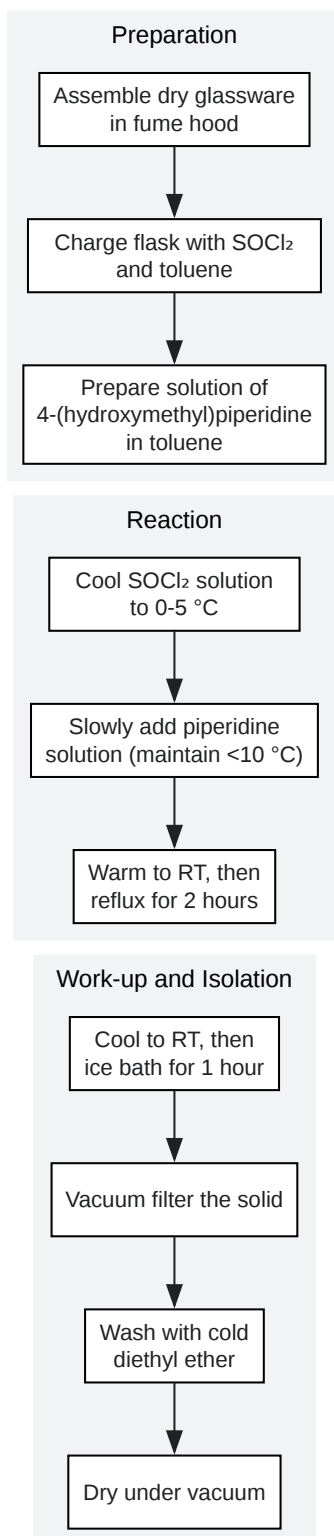 Preparation
Assemble dry glassware
in fume hood
Charge flask with SOCl₂
and toluene
Prepare solution of
4-(hydroxymethyl)piperidine
in toluene
Reaction
Cool SOCl₂ solution
to 0-5 °C
Slowly add piperidine
solution (maintain <10 °C)
Warm to RT, then
reflux for 2 hours
Work-up and Isolation
Cool to RT, then
ice bath for 1 hour
Vacuum filter the solid
Wash with cold
diethyl ether
Dry under vacuum